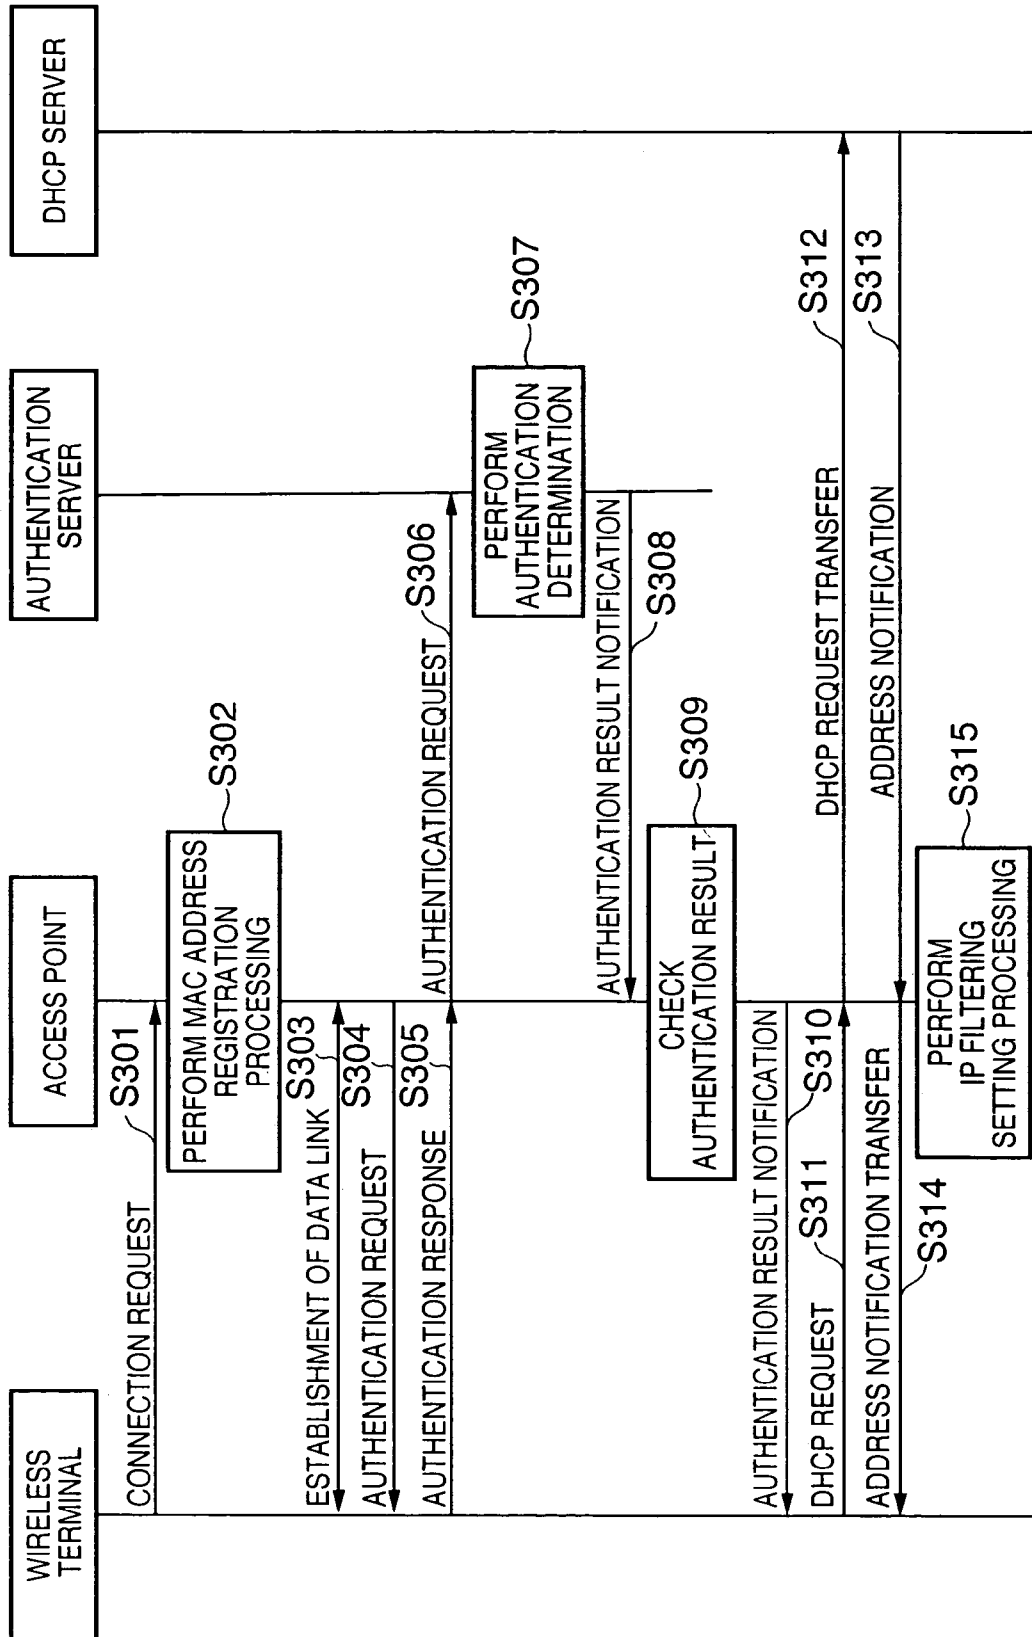 WIRELESS
TERMINAL
ACCESS POINT
AUTHENTICATION
SERVER
DHCP SERVER
CONNECTION REQUEST
S301
PERFORM MAC ADDRESS
REGISTRATION
PROCESSING
S302
ESTABLISHMENT OF DATA LINK
S303
AUTHENTICATION REQUEST
S304
AUTHENTICATION RESPONSE
S305
AUTHENTICATION REQUEST
S306
PERFORM
AUTHENTICATION
DETERMINATION
S307
AUTHENTICATION RESULT NOTIFICATION
S308
CHECK
AUTHENTICATION RESULT
S309
AUTHENTICATION RESULT NOTIFICATION
S310
DHCP REQUEST
S311
DHCP REQUEST TRANSFER
S312
ADDRESS NOTIFICATION
S313
ADDRESS NOTIFICATION TRANSFER
S314
PERFORM
IP FILTERING
SETTING PROCESSING
S315